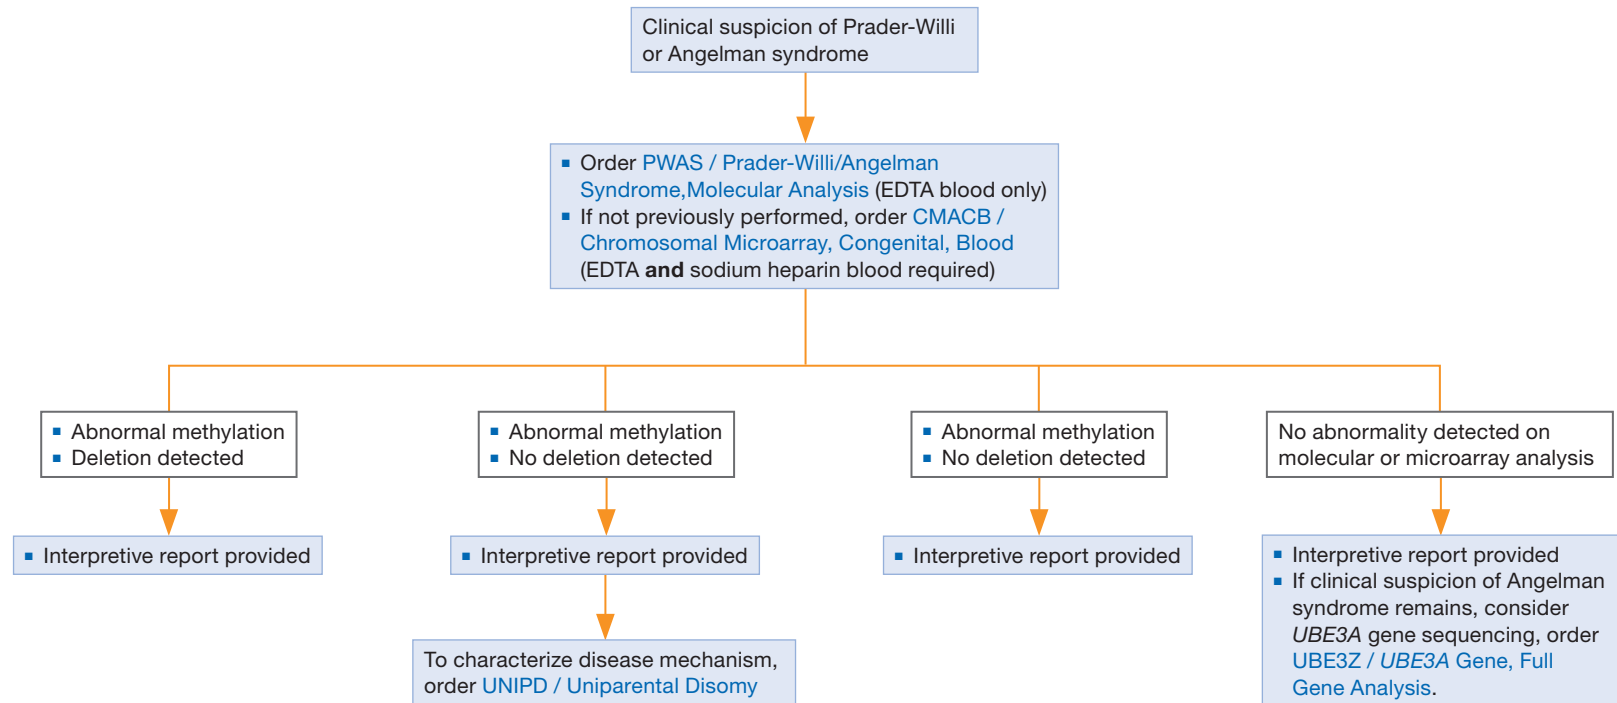 Clinical suspicion of Prader-Willi
or Angelman syndrome
▪ Order PWAS / Prader-Willi/Angelman
Syndrome,Molecular Analysis (EDTA blood only)
▪ If not previously performed, order CMACB /
Chromosomal Microarray, Congenital, Blood
(EDTA and sodium heparin blood required)
▪ Abnormal methylation
▪ Deletion detected
▪ Interpretive report provided
▪ Abnormal methylation
▪ No deletion detected
▪ Interpretive report provided
To characterize disease mechanism,
order UNIPD / Uniparental Disomy
▪ Abnormal methylation
▪ No deletion detected
▪ Interpretive report provided
No abnormality detected on
molecular or microarray analysis
▪ Interpretive report provided
▪ If clinical suspicion of Angelman
syndrome remains, consider
UBE3A gene sequencing, order
UBE3Z / UBE3A Gene, Full
Gene Analysis.